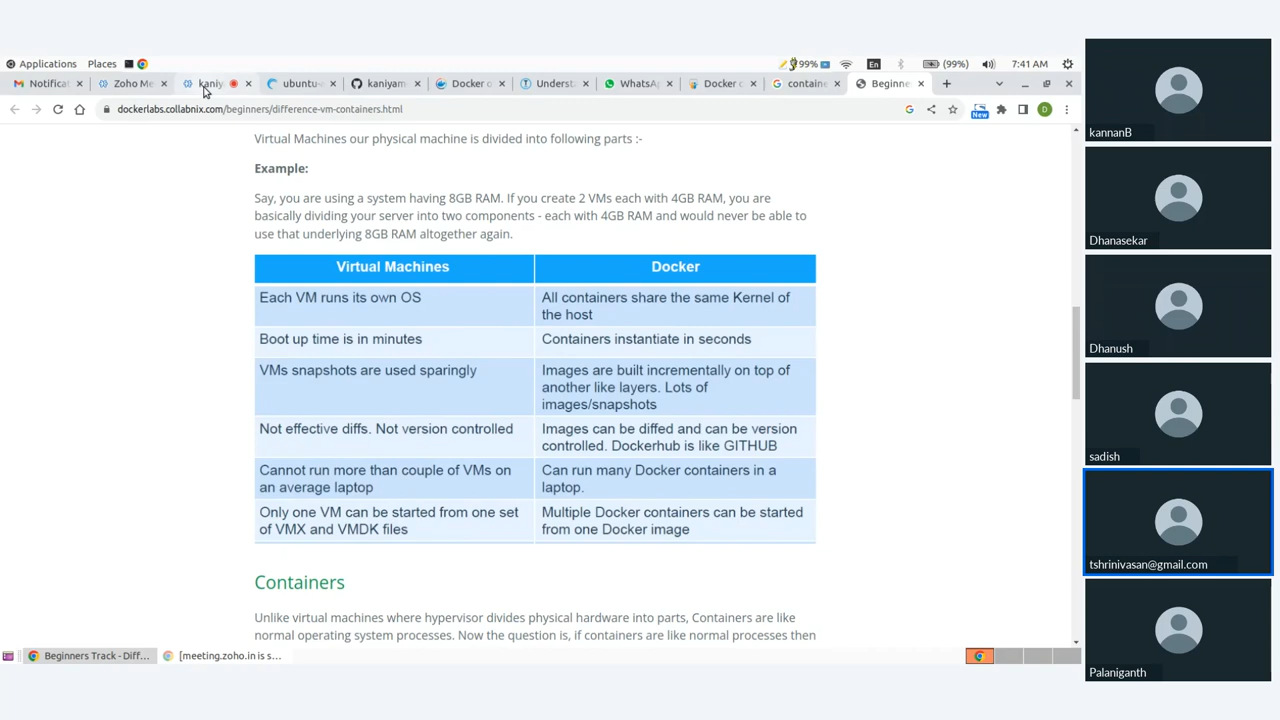 Applications Places
99%
En
(99%)
7:41 AM
Notificat
Zoho Me
kaniy
ubuntu-
kaniyam
Docker o
Underst
WhatsA
Docker c
containe
Beginne
dockerlabs.collabnix.com/beginners/difference-vm-containers.html
New
D
Virtual Machines our physical machine is divided into following parts :-
Example:
Say, you are using a system having 8GB RAM. If you create 2 VMs each with 4GB RAM, you are
basically dividing your server into two components - each with 4GB RAM and would never be able to
use that underlying 8GB RAM altogether again.
Virtual Machines
Docker
Each VM runs its own OS
All containers share the same Kernel of
the host
Boot up time is in minutes
Containers instantiate in seconds
VMs snapshots are used sparingly
Images are built incrementally on top of
another like layers. Lots of
images/snapshots
Not effective diffs. Not version controlled
Images can be diffed and can be version
controlled. Dockerhub is like GITHUB
Cannot run more than couple of VMs on
an average laptop
Can run many Docker containers in a
laptop.
Only one VM can be started from one set
of VMX and VMDK files
Multiple Docker containers can be started
from one Docker image
Containers
Unlike virtual machines where hypervisor divides physical hardware into parts, Containers are like
normal operating system processes. Now the question is, if containers are like normal processes then
Beginners Track - Diff...
[meeting.zoho.in is s...
kannanB
Dhanasekar
Dhanush
sadish
tshrinivasan@gmail.com
Palaniganth